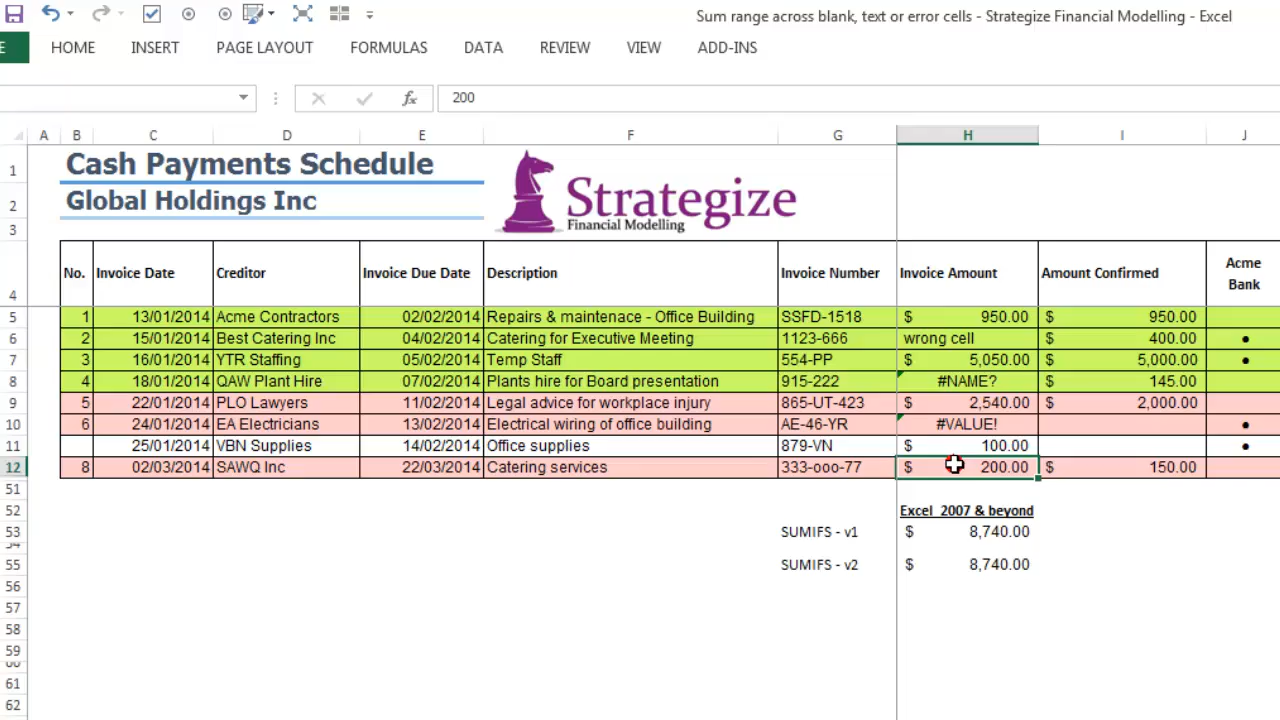 Sum range across blank, text or error cells - Strategize Financial Modelling - Excel
E HOME INSERT PAGE LAYOUT FORMULAS DATA REVIEW VIEW ADD-INS
fx 200
A B C D E F G H I J
1 Cash Payments Schedule
2 Global Holdings Inc
Strategize
Financial Modelling
3
4 No. Invoice Date Creditor Invoice Due Date Description Invoice Number Invoice Amount Amount Confirmed Acme Bank
5 1 13/01/2014 Acme Contractors 02/02/2014 Repairs & maintenace - Office Building SSFD-1518 $ 950.00 $ 950.00
6 2 15/01/2014 Best Catering Inc 04/02/2014 Catering for Executive Meeting 1123-666 wrong cell $ 400.00 •
7 3 16/01/2014 YTR Staffing 05/02/2014 Temp Staff 554-PP $ 5,050.00 $ 5,000.00 •
8 4 18/01/2014 QAW Plant Hire 07/02/2014 Plants hire for Board presentation 915-222 #NAME? $ 145.00
9 5 22/01/2014 PLO Lawyers 11/02/2014 Legal advice for workplace injury 865-UT-423 $ 2,540.00 $ 2,000.00
10 6 24/01/2014 EA Electricians 13/02/2014 Electrical wiring of office building AE-46-YR #VALUE! •
11 25/01/2014 VBN Supplies 14/02/2014 Office supplies 879-VN $ 100.00 •
12 8 02/03/2014 SAWQ Inc 22/03/2014 Catering services 333-ooo-77 $ 200.00 $ 150.00
51
52 Excel 2007 & beyond
53 SUMIFS - v1 $ 8,740.00
54
55 SUMIFS - v2 $ 8,740.00
56
57
58
59
60
61
62